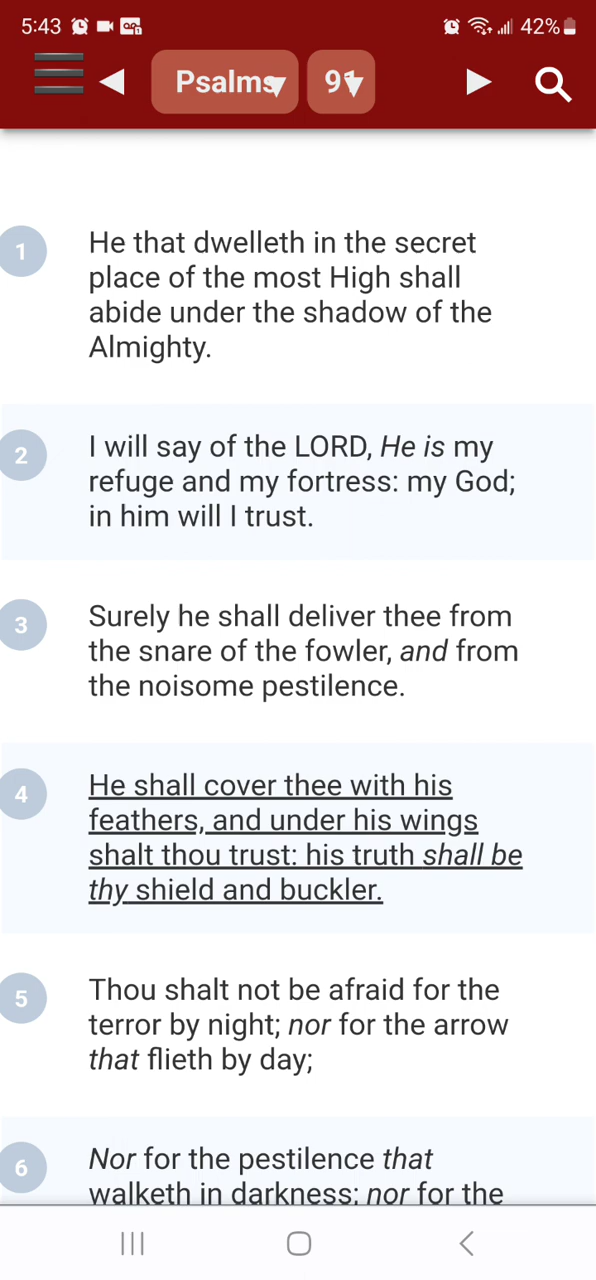 5:43
42%
Psalms 91
1
He that dwelleth in the secret
place of the most High shall
abide under the shadow of the
Almighty.
2
I will say of the LORD, He is my
refuge and my fortress: my God;
in him will I trust.
3
Surely he shall deliver thee from
the snare of the fowler, and from
the noisome pestilence.
4
He shall cover thee with his
feathers, and under his wings
shalt thou trust: his truth shall be
thy shield and buckler.
5
Thou shalt not be afraid for the
terror by night; nor for the arrow
that flieth by day;
6
Nor for the pestilence that
walketh in darkness; nor for the